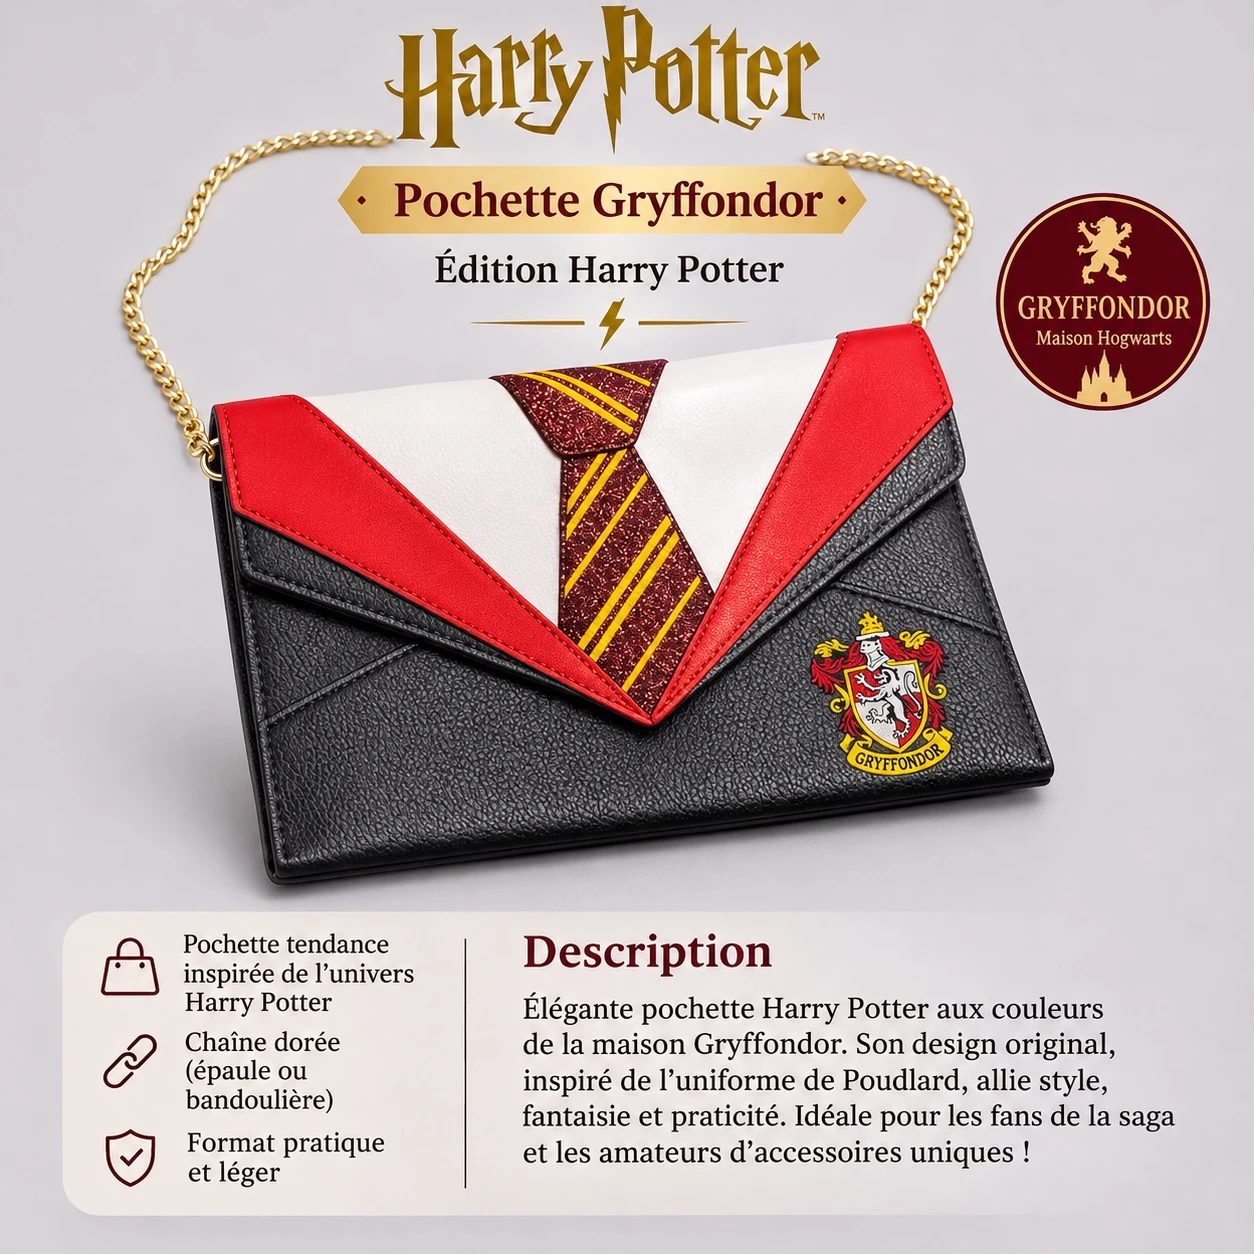 Harry Potter™
Pochette Gryffondor
Édition Harry Potter
GRYFFONDOR
Maison Hogwarts
GRYFFONDOR
Pochette tendance
inspirée de l'univers
Harry Potter
Chaîne dorée
(épaule ou
bandoulière)
Format pratique
et léger
Description
Élégante pochette Harry Potter aux couleurs
de la maison Gryffondor. Son design original,
inspiré de l'uniforme de Poudlard, allie style,
fantaisie et praticité. Idéale pour les fans de la saga
et les amateurs d'accessoires uniques !